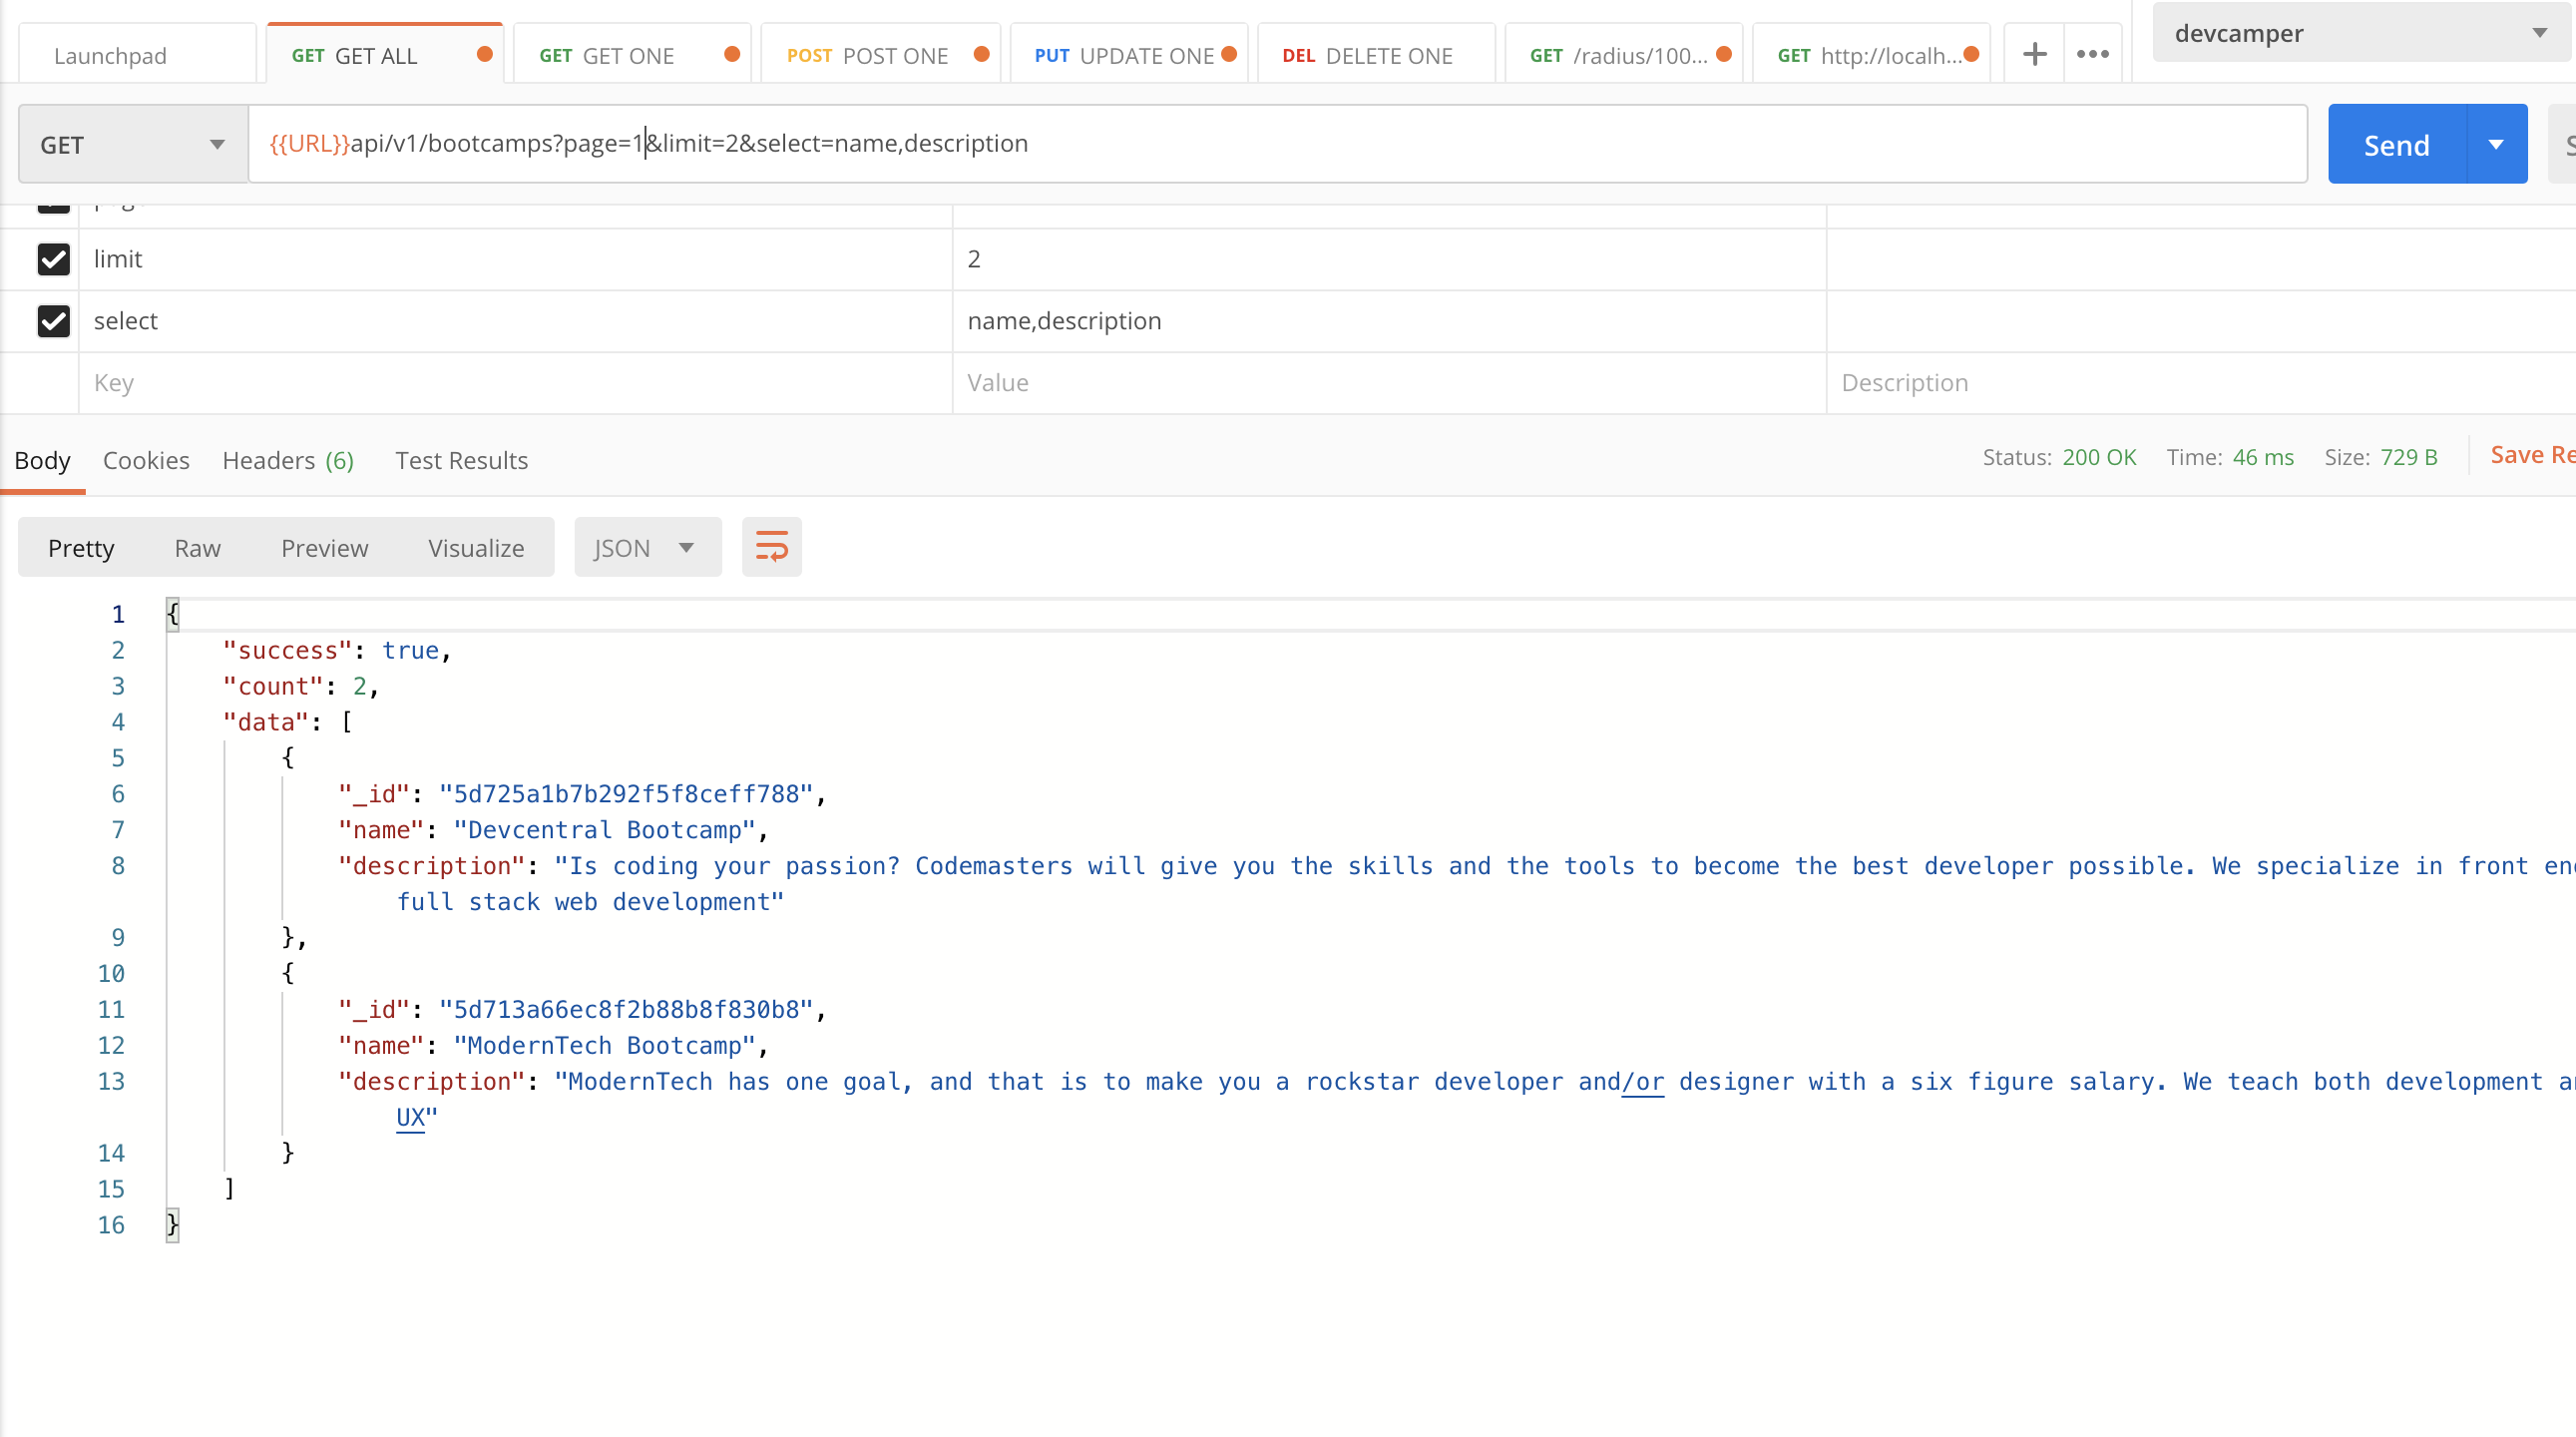 Launchpad
GET GET ALL
GET GET ONE
POST POST ONE
PUT UPDATE ONE
DEL DELETE ONE
GET /radius/100...
GET http://localh...
devcamper
GET
{{URL}}api/v1/bootcamps?page=1&limit=2&select=name,description
Send
limit 2
select name,description
Key Value Description
Body Cookies Headers (6) Test Results
Status: 200 OK Time: 46 ms Size: 729 B Save Re
Pretty Raw Preview Visualize JSON
1 {
2 "success": true,
3 "count": 2,
4 "data": [
5 {
6 "_id": "5d725a1b7b292f5f8ceff788",
7 "name": "Devcentral Bootcamp",
8 "description": "Is coding your passion? Codemasters will give you the skills and the tools to become the best developer possible. We specialize in front en
full stack web development"
9 },
10 {
11 "_id": "5d713a66ec8f2b88b8f830b8",
12 "name": "ModernTech Bootcamp",
13 "description": "ModernTech has one goal, and that is to make you a rockstar developer and/or designer with a six figure salary. We teach both development a
UX"
14 }
15 ]
16 }